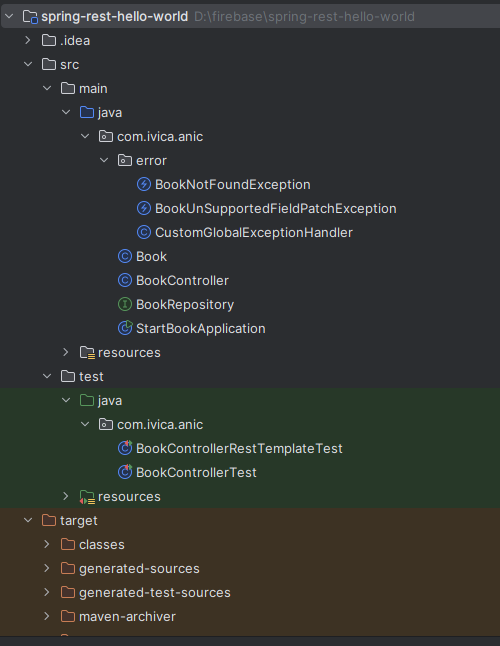 spring-rest-hello-world D:\firebase\spring-rest-hello-world
.idea
src
main
java
com.ivica.anic
error
BookNotFoundException
BookUnSupportedFieldPatchException
CustomGlobalExceptionHandler
Book
BookController
BookRepository
StartBookApplication
resources
test
java
com.ivica.anic
BookControllerRestTemplateTest
BookControllerTest
resources
target
classes
generated-sources
generated-test-sources
maven-archiver